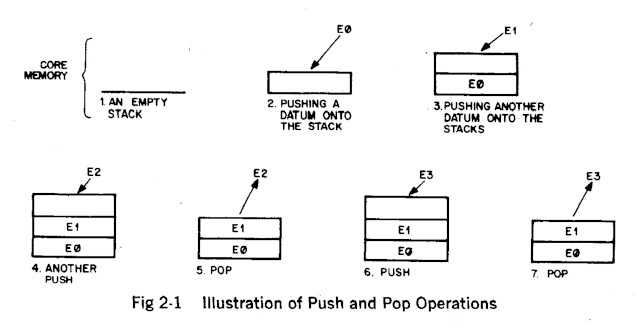 EØ
E1
CORE
MEMORY
1. AN EMPTY
STACK
2. PUSHING A
DATUM ONTO
THE STACK
EØ
3. PUSHING ANOTHER
DATUM ONTO THE
STACKS
E2
E1
EØ
4. ANOTHER
PUSH
E2
E1
EØ
5. POP
E3
E1
EØ
6. PUSH
E3
E1
EØ
7. POP
Fig 2-1 Illustration of Push and Pop Operations